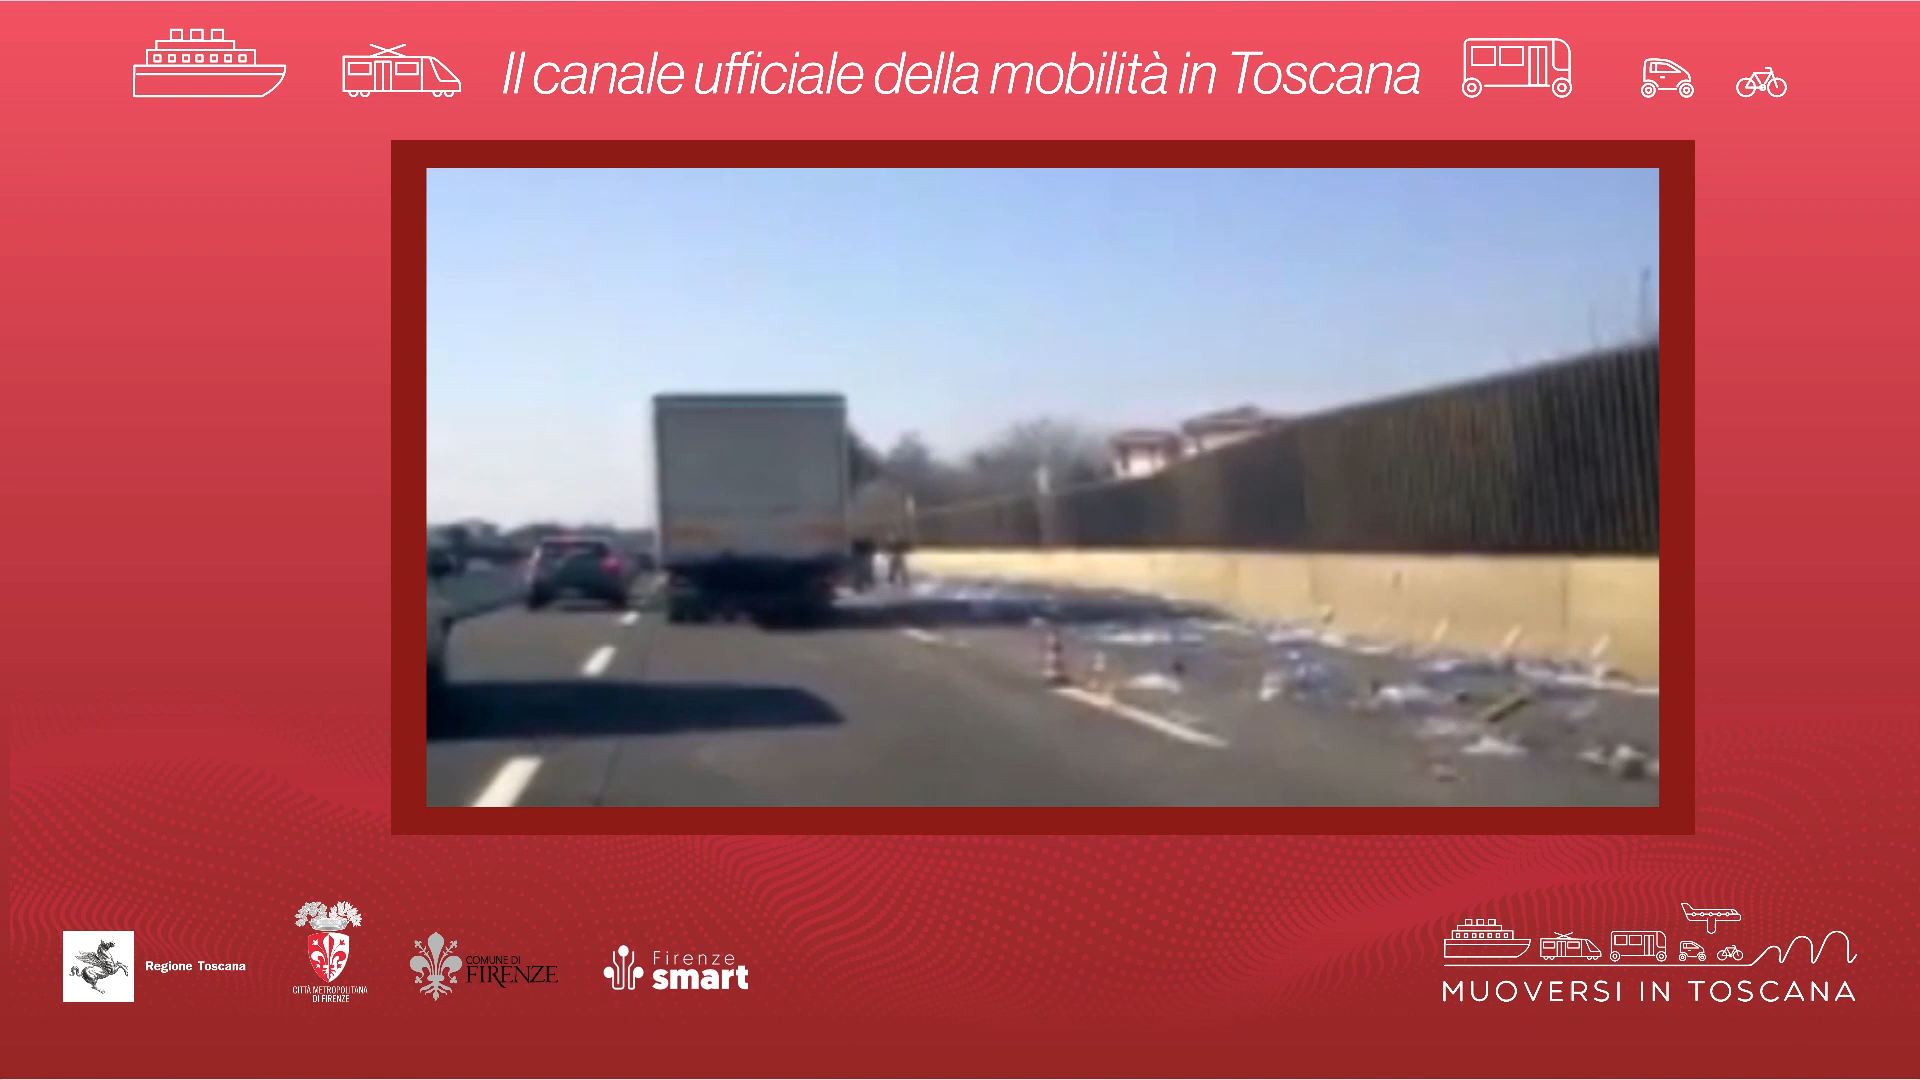 Il canale ufficiale della mobilità in Toscana
Regione Toscana
CITTÀ METROPOLITANA
DI FIRENZE
COMUNE DI
FIRENZE
Firenze
smart
MUOVERSI IN TOSCANA